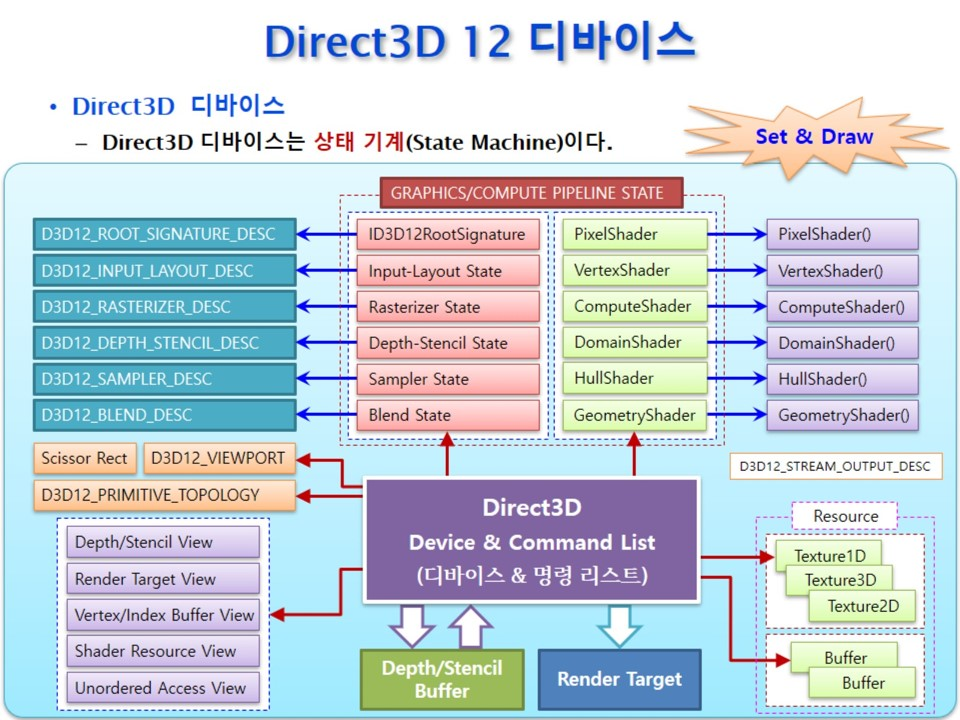 Direct3D 12 디바이스
• Direct3D 디바이스
– Direct3D 디바이스는 상태 기계(State Machine)이다.
Set & Draw
GRAPHICS/COMPUTE PIPELINE STATE
D3D12_ROOT_SIGNATURE_DESC
ID3D12RootSignature
PixelShader
PixelShader()
D3D12_INPUT_LAYOUT_DESC
Input-Layout State
VertexShader
VertexShader()
D3D12_RASTERIZER_DESC
Rasterizer State
ComputeShader
ComputeShader()
D3D12_DEPTH_STENCIL_DESC
Depth-Stencil State
DomainShader
DomainShader()
D3D12_SAMPLER_DESC
Sampler State
HullShader
HullShader()
D3D12_BLEND_DESC
Blend State
GeometryShader
GeometryShader()
Scissor Rect
D3D12_VIEWPORT
D3D12_PRIMITIVE_TOPOLOGY
D3D12_STREAM_OUTPUT_DESC
Direct3D
Device & Command List
(디바이스 & 명령 리스트)
Depth/Stencil View
Render Target View
Vertex/Index Buffer View
Shader Resource View
Unordered Access View
Resource
Texture1D
Texture3D
Texture2D
Buffer
Buffer
Depth/Stencil
Buffer
Render Target